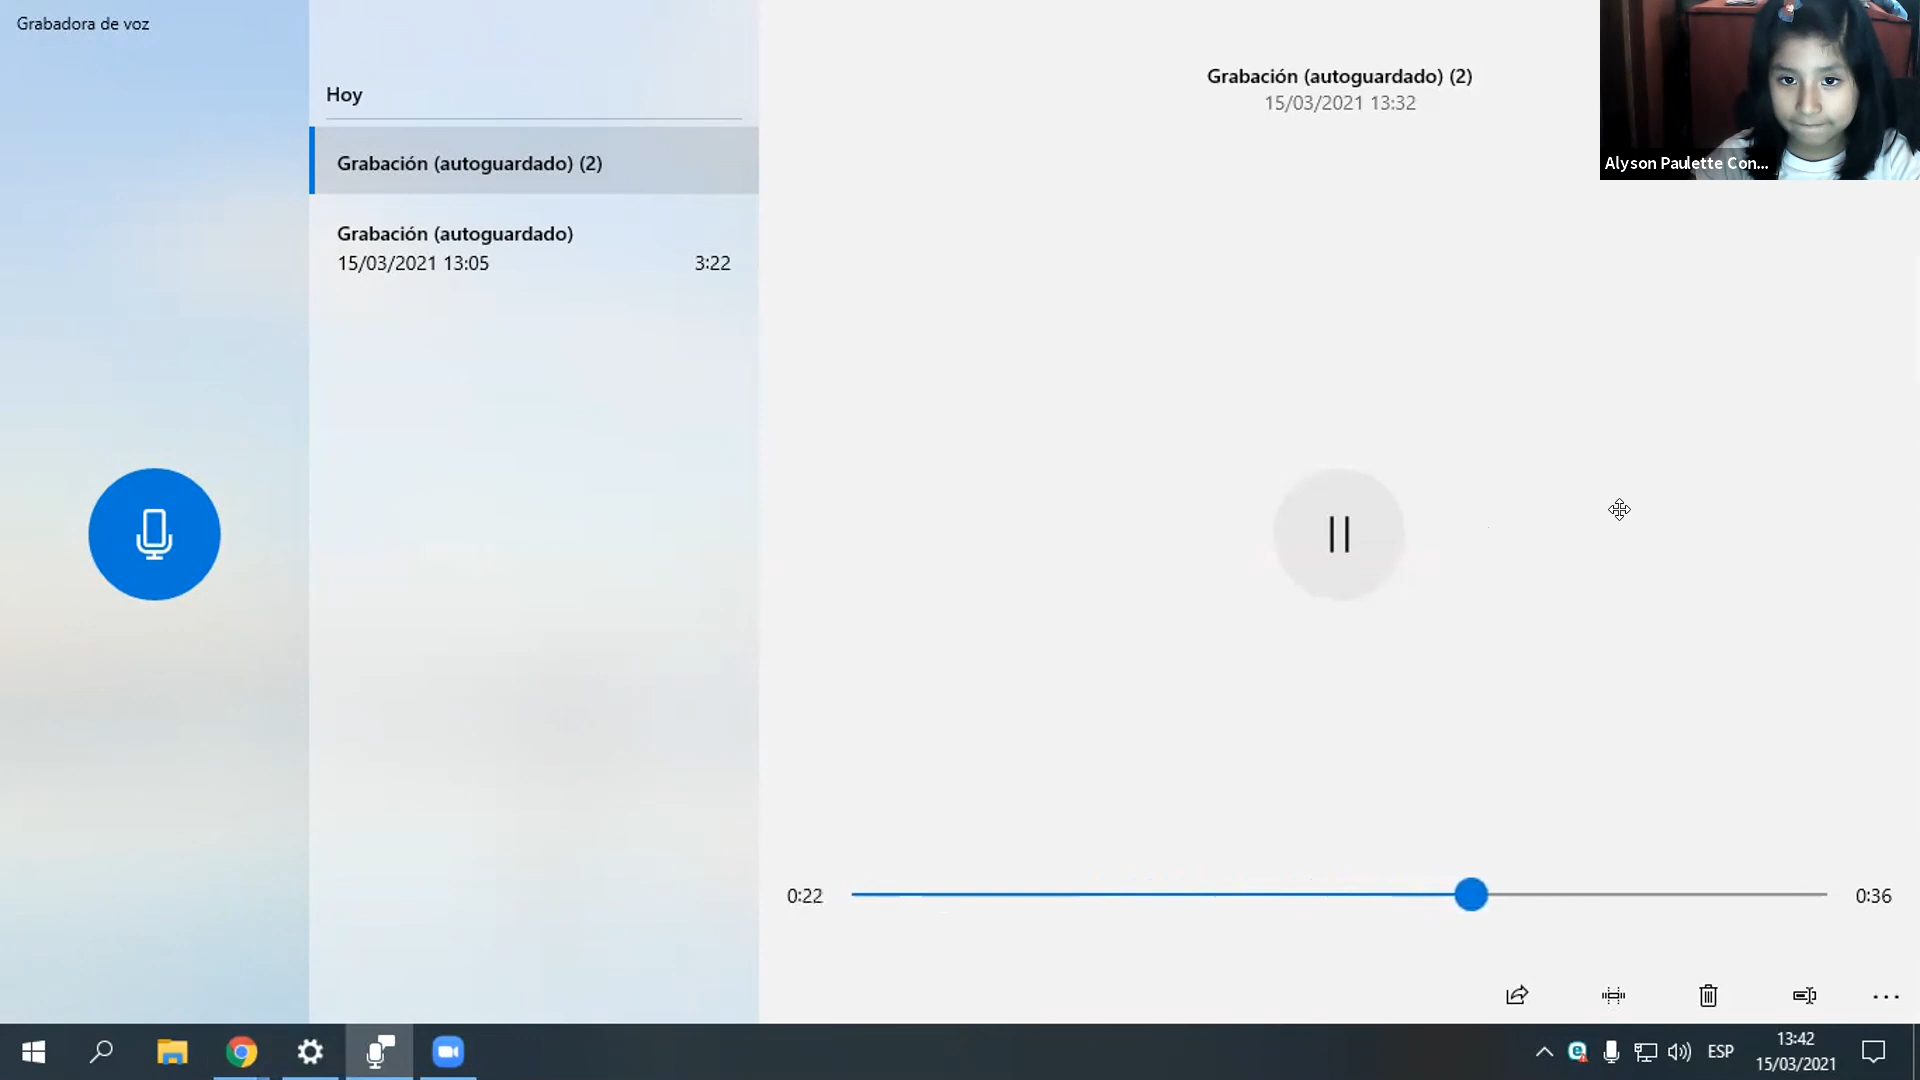 Grabadora de voz
Hoy
Grabación (autoguardado) (2)
Grabación (autoguardado)
15/03/2021 13:05
3:22
Grabación (autoguardado) (2)
15/03/2021 13:32
Alyson Paulette Con...
0:22
0:36
ESP
13:42
15/03/2021